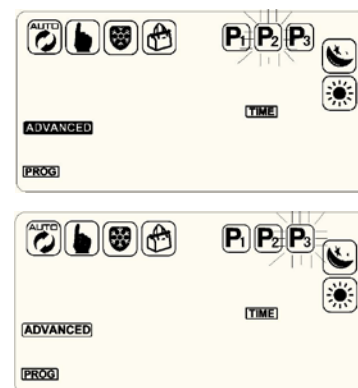 AUTO P1 P2 P3
TIME
ADVANCED
PROG
AUTO P1 P2 P3
TIME
ADVANCED
PROG